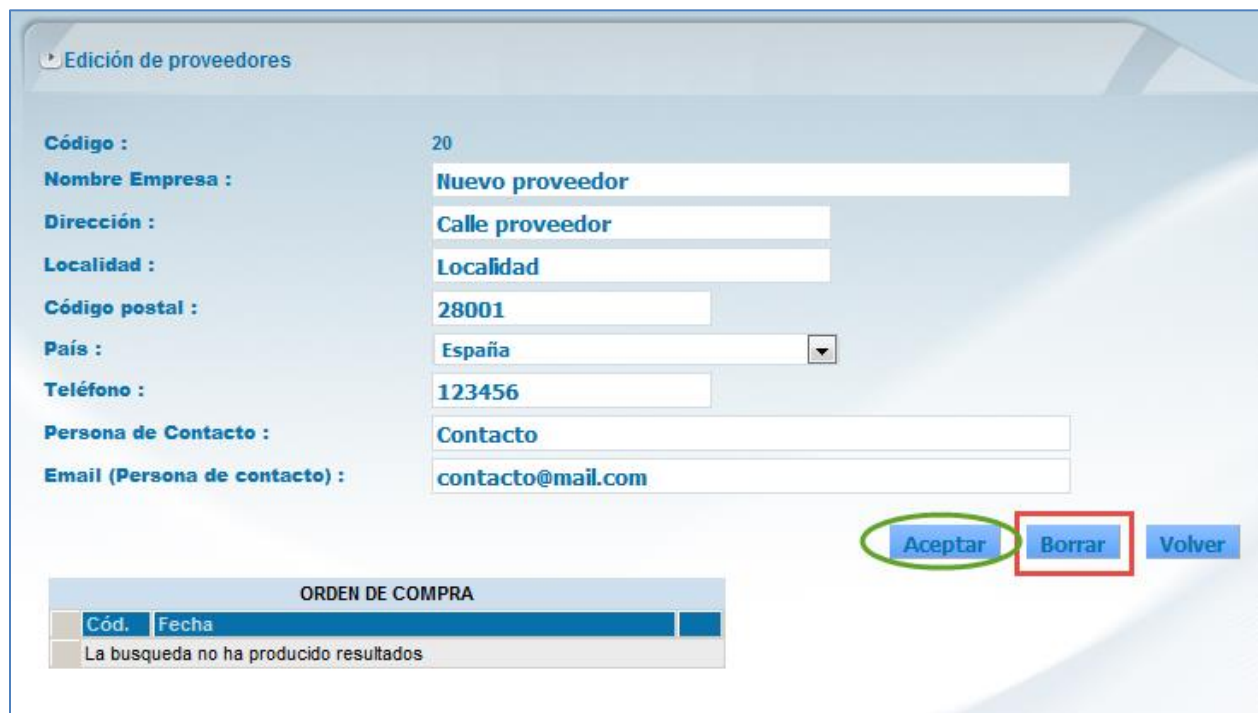 Edición de proveedores
Código : 20
Nombre Empresa : Nuevo proveedor
Dirección : Calle proveedor
Localidad : Localidad
Código postal : 28001
País : España
Teléfono : 123456
Persona de Contacto : Contacto
Email (Persona de contacto) : contacto@mail.com
Aceptar Borrar Volver
ORDEN DE COMPRA
Cód. Fecha
La busqueda no ha producido resultados